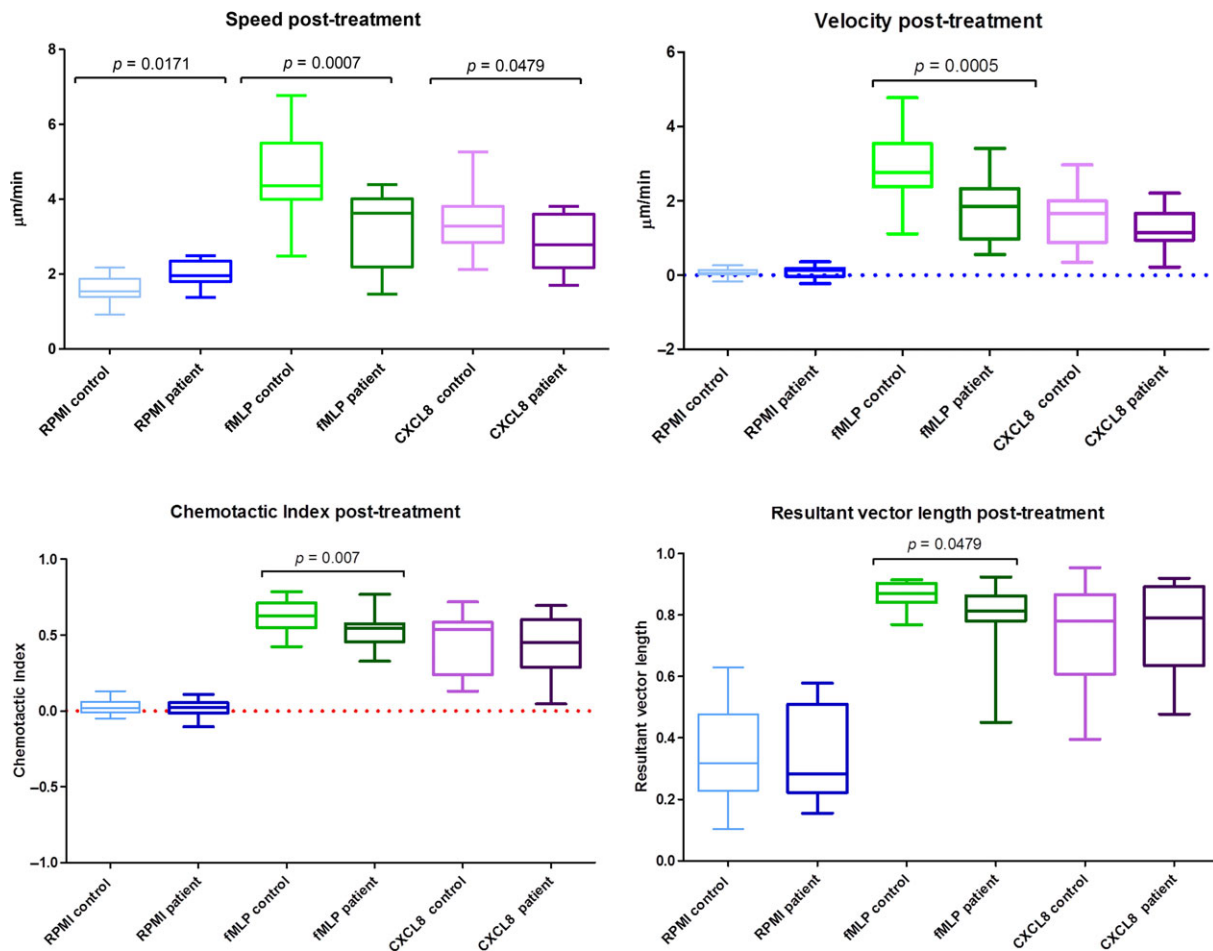 Speed post-treatment
8
6
4
2
0
μm/min
p = 0.0171
p = 0.0007
p = 0.0479
RPMI control
RPMI patient
fMLP control
fMLP patient
CXCL8 control
CXCL8 patient
Velocity post-treatment
6
4
2
0
–2
μm/min
p = 0.0005
RPMI control
RPMI patient
fMLP control
fMLP patient
CXCL8 control
CXCL8 patient
Chemotactic Index post-treatment
1.0
0.5
0.0
–0.5
–1.0
Chemotactic Index
p = 0.007
RPMI control
RPMI patient
fMLP control
fMLP patient
CXCL8 control
CXCL8 patient
Resultant vector length post-treatment
1.0
0.8
0.6
0.4
0.2
0.0
Resultant vector length
p = 0.0479
RPMI control
RPMI patient
fMLP control
fMLP patient
CXCL8 control
CXCL8 patient